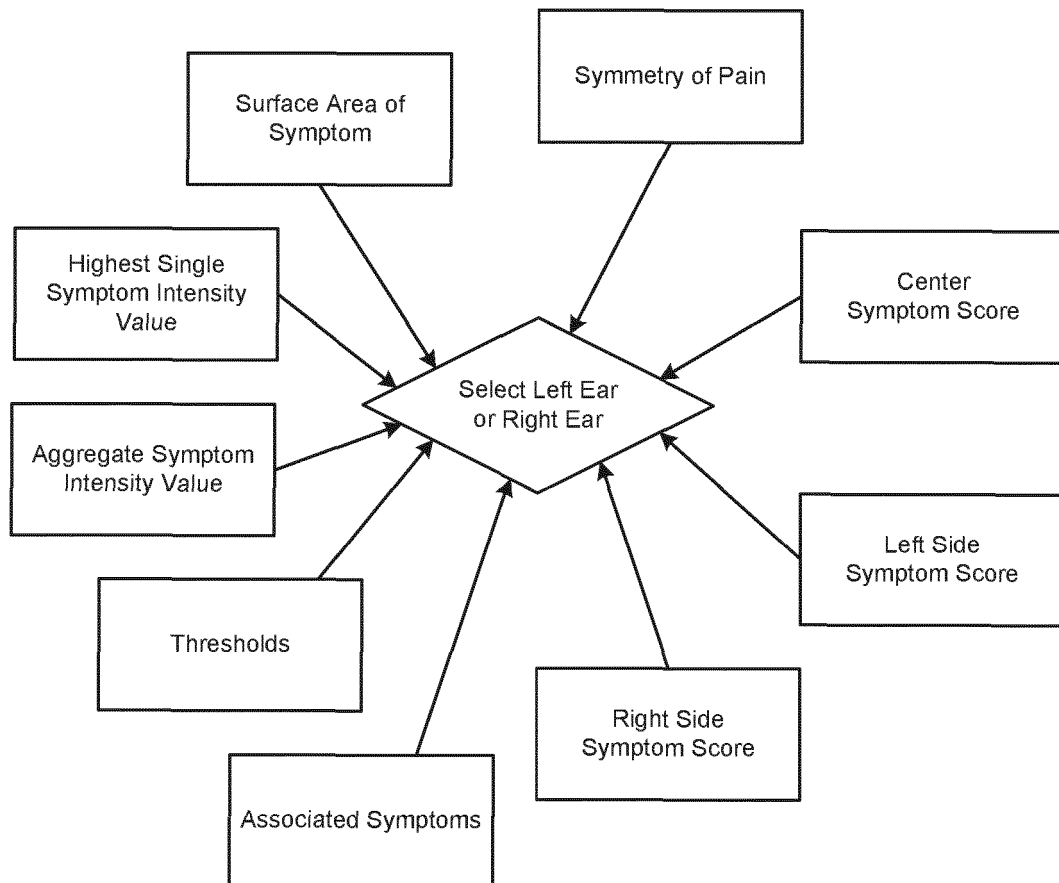 Symmetry of Pain
Surface Area of
Symptom
Highest Single
Symptom Intensity
Value
Center
Symptom Score
Select Left Ear
or Right Ear
Aggregate Symptom
Intensity Value
Left Side
Symptom Score
Thresholds
Right Side
Symptom Score
Associated Symptoms